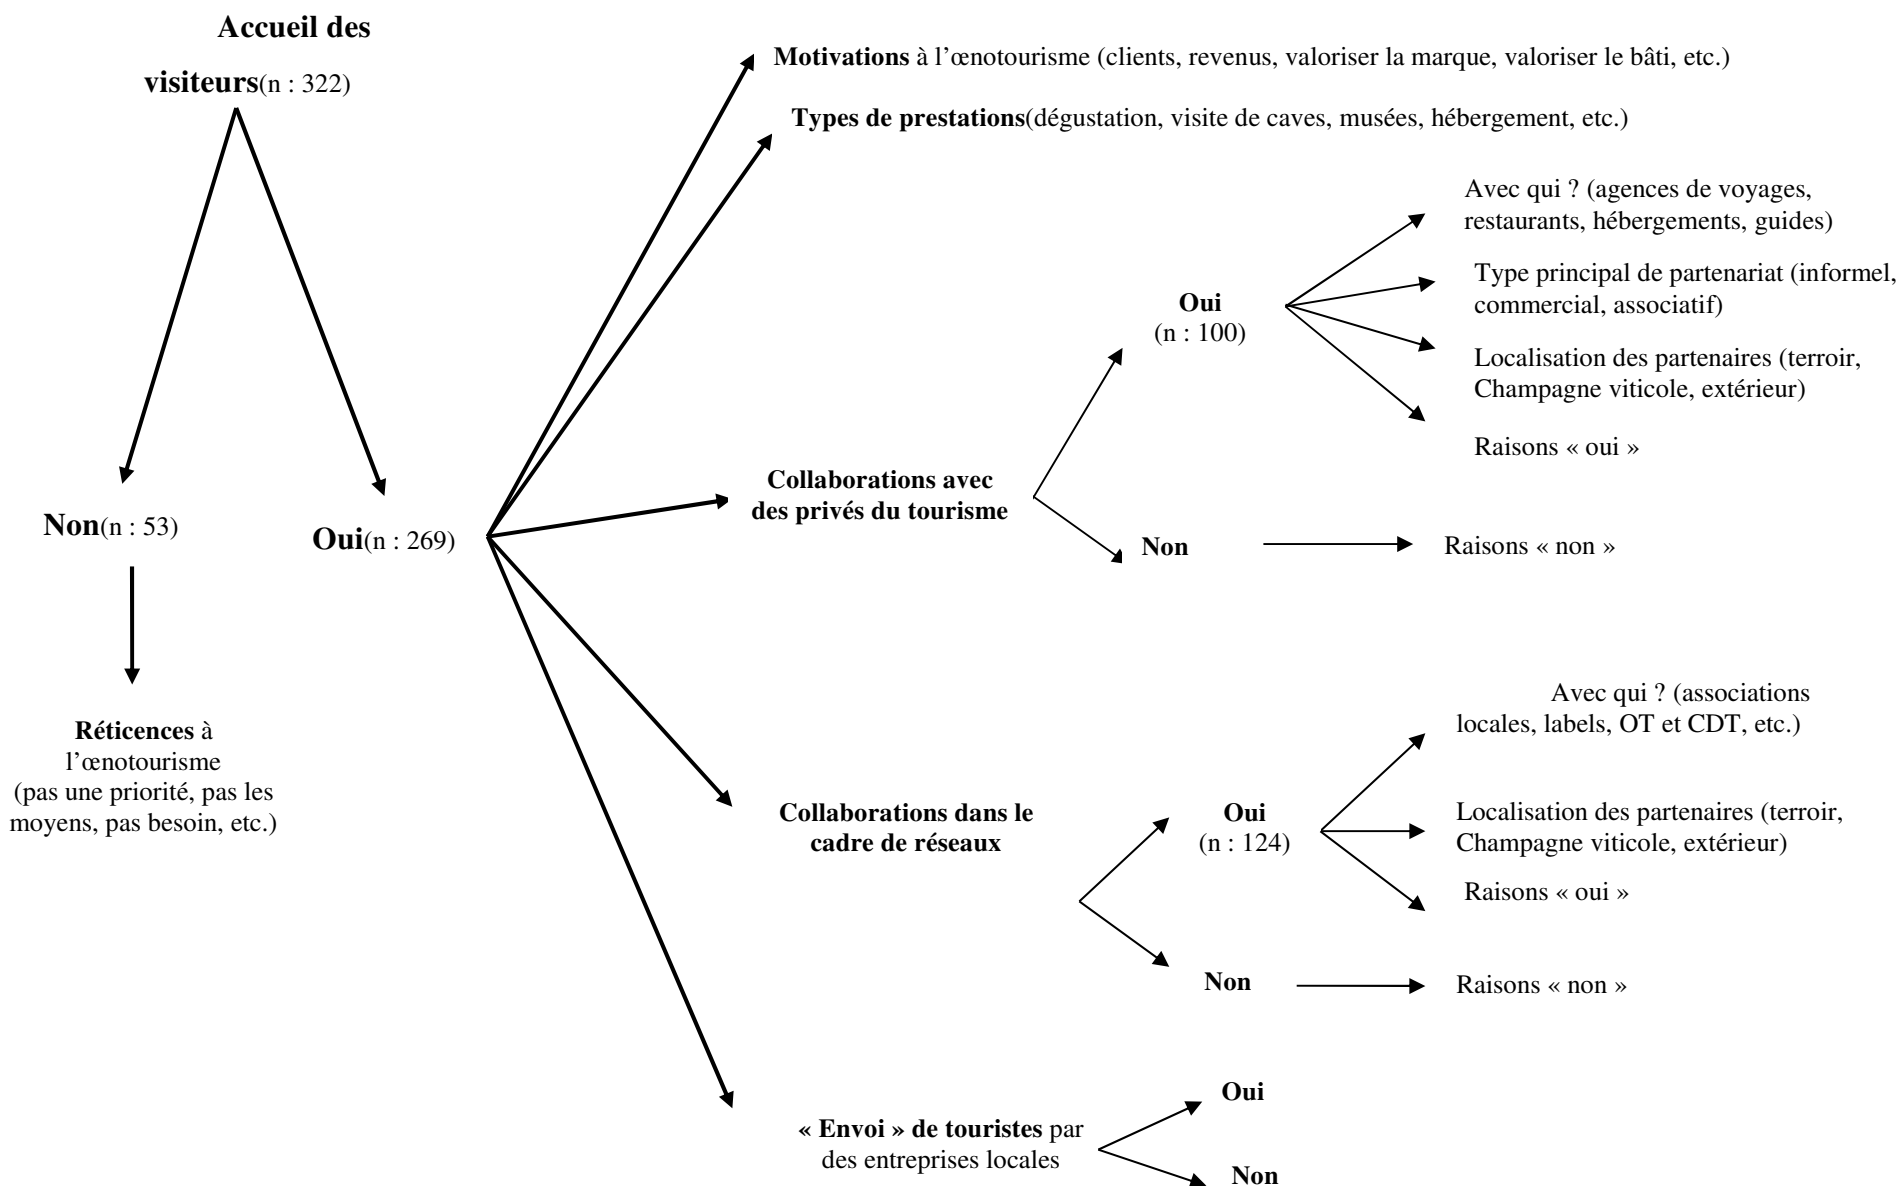 Accueil des
visiteurs(n : 322)
Non(n : 53)
Oui(n : 269)
Réticences à
l’œnotourisme
(pas une priorité, pas les
moyens, pas besoin, etc.)
Motivations à l’œnotourisme (clients, revenus, valoriser la marque, valoriser le bâti, etc.)
Types de prestations(dégustation, visite de caves, musées, hébergement, etc.)
Collaborations avec
des privés du tourisme
Oui
(n : 100)
Avec qui ? (agences de voyages,
restaurants, hébergements, guides)
Type principal de partenariat (informel,
commercial, associatif)
Localisation des partenaires (terroir,
Champagne viticole, extérieur)
Raisons « oui »
Non
Raisons « non »
Collaborations dans le
cadre de réseaux
Oui
(n : 124)
Avec qui ? (associations
locales, labels, OT et CDT, etc.)
Localisation des partenaires (terroir,
Champagne viticole, extérieur)
Raisons « oui »
Non
Raisons « non »
« Envoi » de touristes par
des entreprises locales
Oui
Non